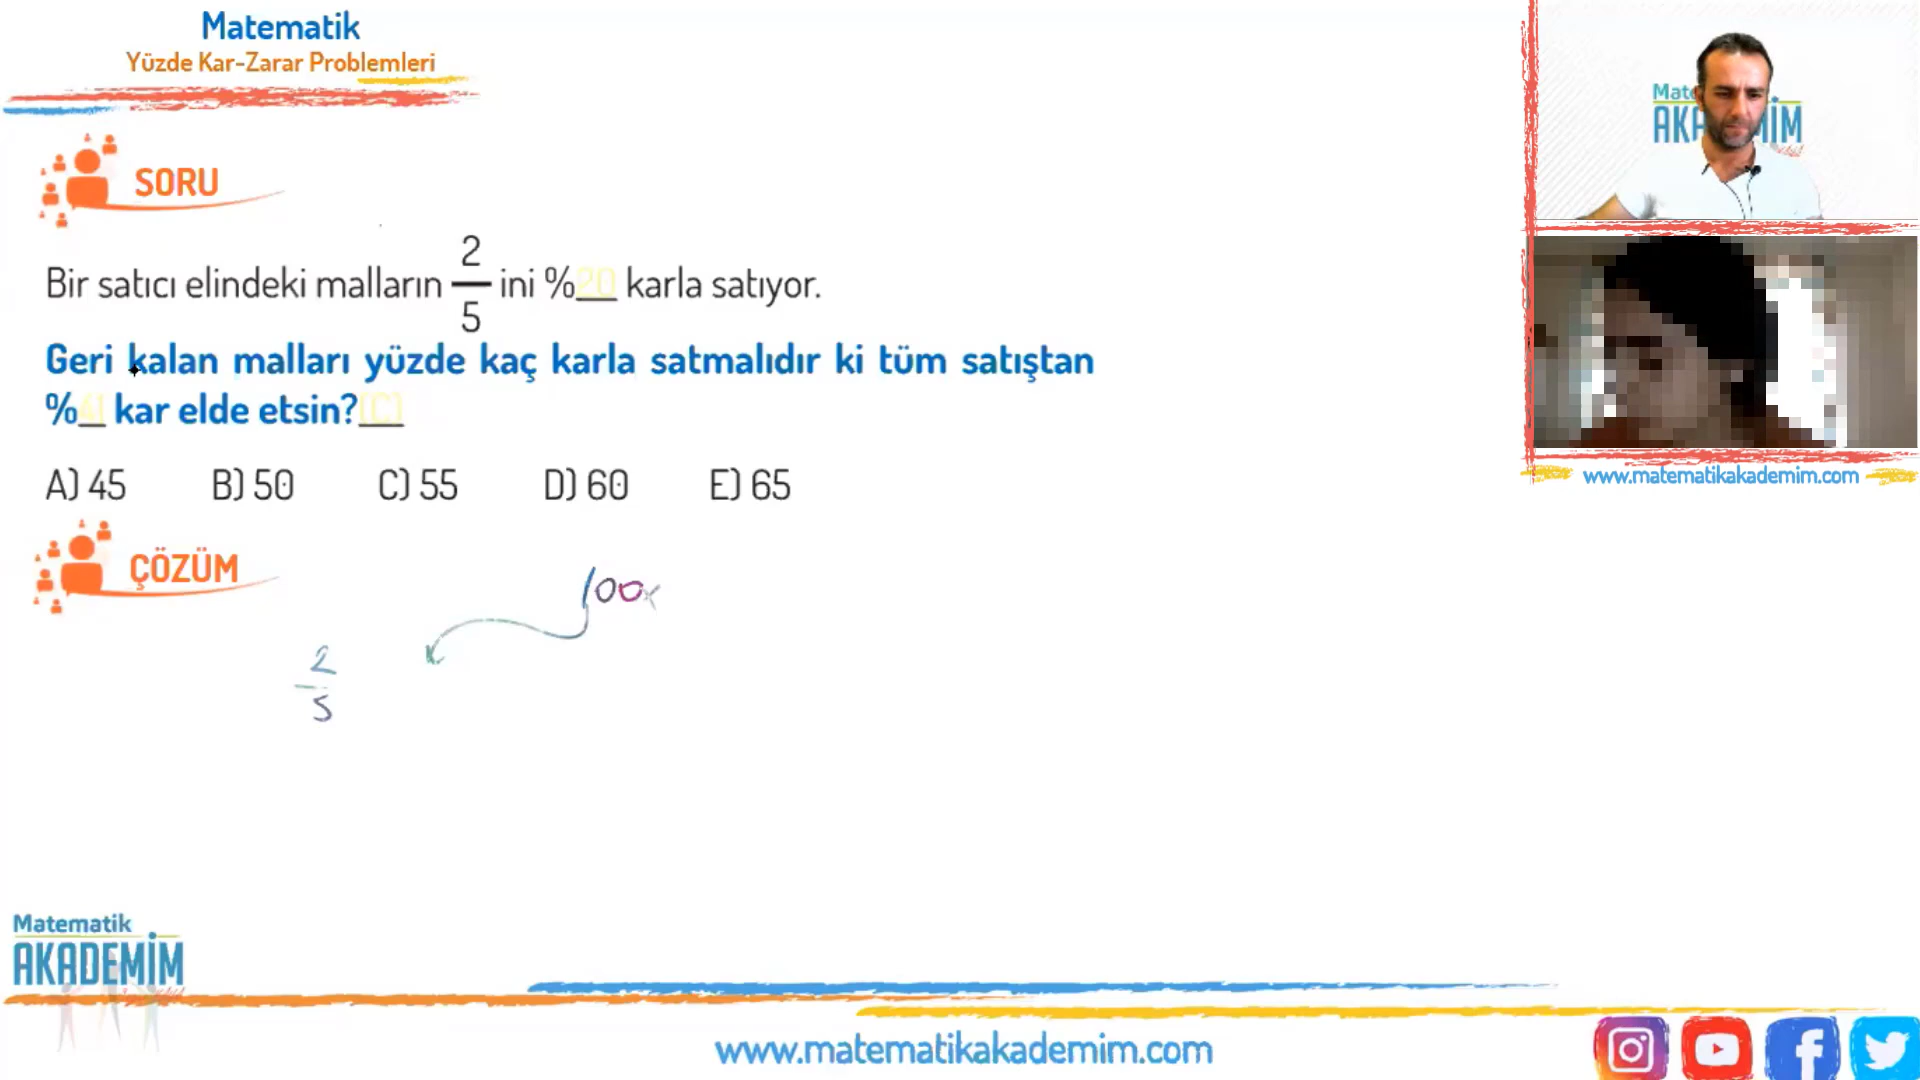 Matematik
Yüzde Kar-Zarar Problemleri
SORU
Bir satıcı elindeki malların 2/5 ini %20 karla satıyor.
Geri kalan malları yüzde kaç karla satmalıdır ki tüm satıştan
%41 kar elde etsin?(C)
A) 45 B) 50 C) 55 D) 60 E) 65
ÇÖZÜM
100x
2/5
Matematik
AKADEMİM
www.matematikakademim.com
www.matematikakademim.com